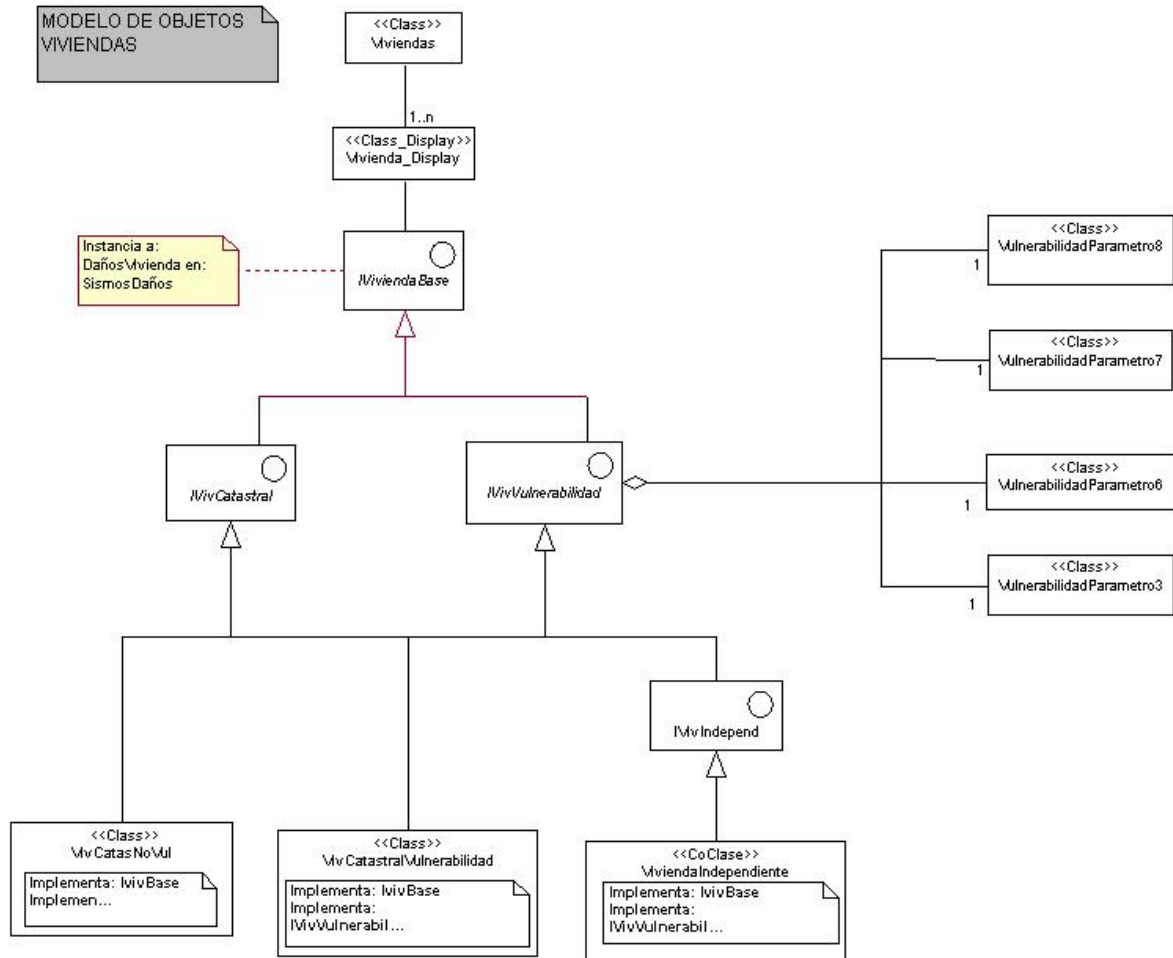 MODELO DE OBJETOS
VIVIENDAS
<<Class>>
Viviendas
1..n
<<Class_Display>>
Vivienda_Display
Instancia a:
DañosVivienda en:
SismosDaños
IViviendaBase
<<Class>>
VulnerabilidadParametro8
1
<<Class>>
VulnerabilidadParametro7
1
IVivCatastral
IVivVulnerabilidad
<<Class>>
VulnerabilidadParametro6
1
<<Class>>
VulnerabilidadParametro3
1
IVivIndepend
<<Class>>
VivCatasNoVul
Implementa: IvivBase
Implemen...
<<Class>>
VivCatastralVulnerabilidad
Implementa: IvivBase
Implementa:
IVivVulnerabil...
<<CoClase>>
ViviendaIndependiente
Implementa: IvivBase
Implementa:
IVivVulnerabil...